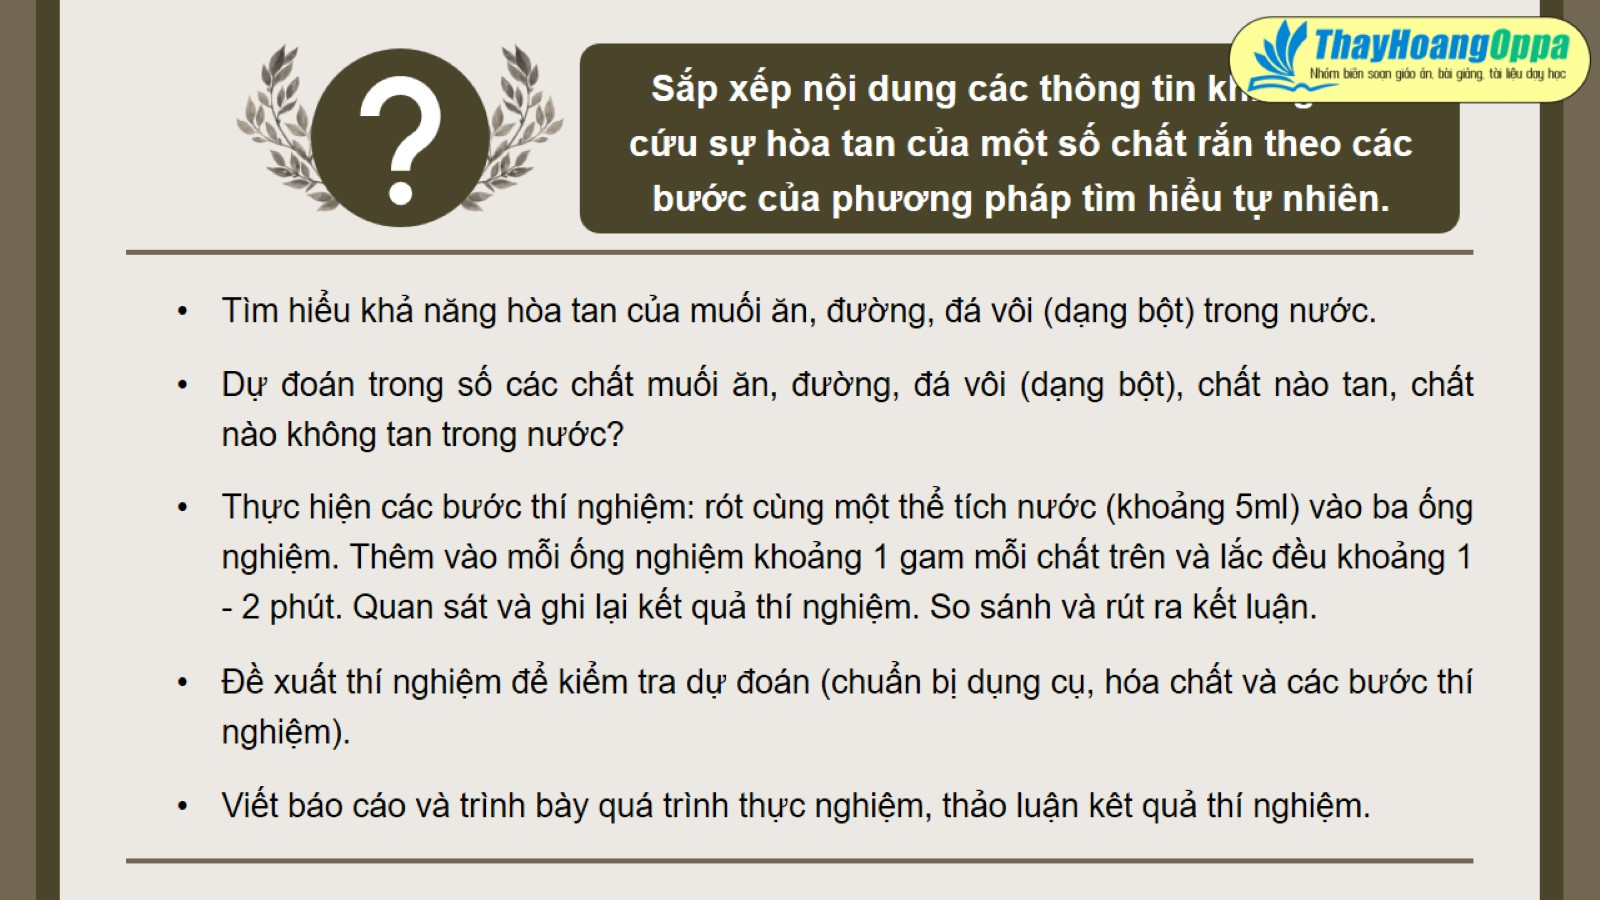 ?
ThayHoangOppa
Nhóm biên soạn giáo án, bài giảng, tài liệu dạy học
Sắp xếp nội dung các thông tin
cứu sự hòa tan của một số chất rắn theo các
bước của phương pháp tìm hiểu tự nhiên.
• Tìm hiểu khả năng hòa tan của muối ăn, đường, đá vôi (dạng bột) trong nước.
• Dự đoán trong số các chất muối ăn, đường, đá vôi (dạng bột), chất nào tan, chất
nào không tan trong nước?
• Thực hiện các bước thí nghiệm: rót cùng một thể tích nước (khoảng 5ml) vào ba ống
nghiệm. Thêm vào mỗi ống nghiệm khoảng 1 gam mỗi chất trên và lắc đều khoảng 1
- 2 phút. Quan sát và ghi lại kết quả thí nghiệm. So sánh và rút ra kết luận.
• Đề xuất thí nghiệm để kiểm tra dự đoán (chuẩn bị dụng cụ, hóa chất và các bước thí
nghiệm).
• Viết báo cáo và trình bày quá trình thực nghiệm, thảo luận kêt quả thí nghiệm.